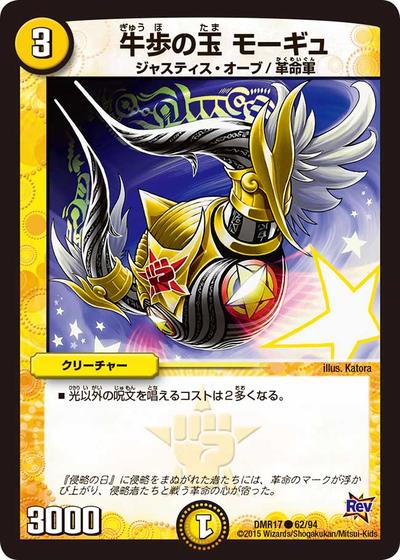 3
ぎゅう ほ たま
牛歩の玉 モーギュ
かくめいぐん
ジャスティス・オーブ/革命軍
illus. Katora
クリーチャー
ひかり い がい じゅもん とな おお
■ 光以外の呪文を唱えるコストは2多くなる。
『侵略の日』に侵略をまぬがれた者たちには、革命のマークが浮か
び上がり、侵略者たちと戦う革命の心が宿った。
Rev
3000
1
DMR17 ● 62/94
©2015 Wizards/Shogakukan/Mitsui-Kids